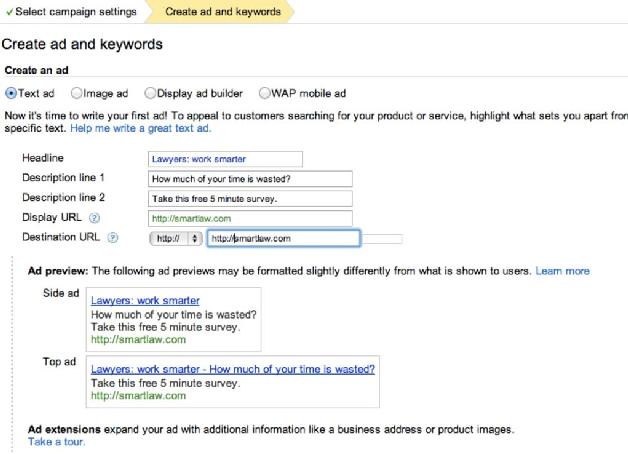 ✓Select campaign settings
Create ad and keywords
Create ad and keywords
Create an ad
Text ad
Image ad
Display ad builder
WAP mobile ad
Now it's time to write your first ad! To appeal to customers searching for your product or service, highlight what sets you apart from
specific text. Help me write a great text ad.
Headline
Lawyers: work smarter
Description line 1
How much of your time is wasted?
Description line 2
Take this free 5 minute survey.
Display URL ?
http://smartlaw.com
Destination URL ?
http://
http://smartlaw.com
Ad preview: The following ad previews may be formatted slightly differently from what is shown to users. Learn more
Side ad
Lawyers: work smarter
How much of your time is wasted?
Take this free 5 minute survey.
http://smartlaw.com
Top ad
Lawyers: work smarter - How much of your time is wasted?
Take this free 5 minute survey.
http://smartlaw.com
Ad extensions expand your ad with additional information like a business address or product images.
Take a tour.